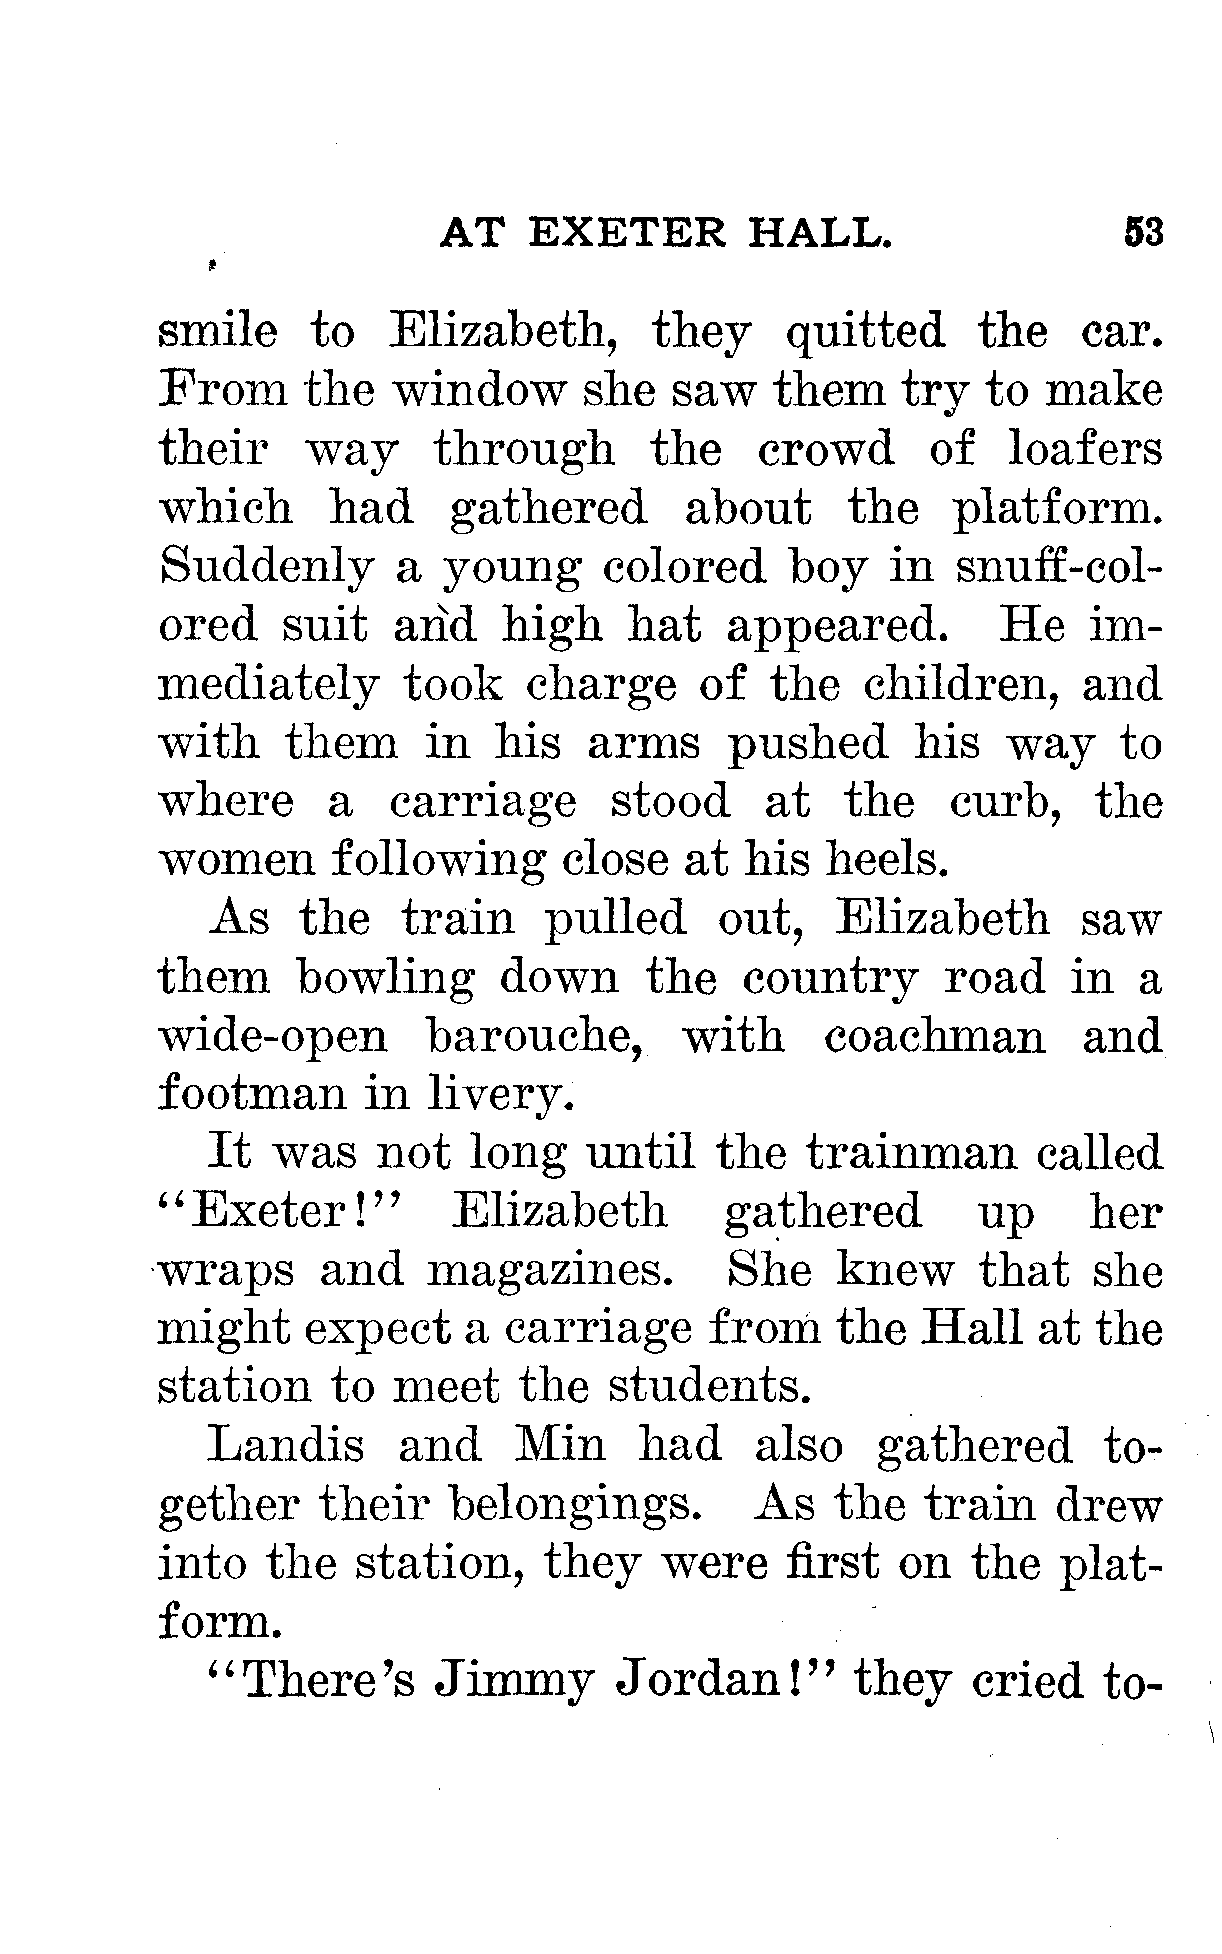 AT EXETER HALL. 53
smile to Elizabeth, they quitted the car.
From the window she saw them try to make
their way through the crowd of loafers
which had gathered about the platform.
Suddenly a young colored boy in snuff-col-
ored suit and high hat appeared. He im-
mediately took charge of the children, and
with them in his arms pushed his way to
where a carriage stood at the curb, the
women following close at his heels.
As the train pulled out, Elizabeth saw
them bowling down the country road in a
wide-open barouche, with coachman and
footman in livery.
It was not long until the trainman called
“Exeter!” Elizabeth gathered up her
wraps and magazines. She knew that she
might expect a carriage from the Hall at the
station to meet the students.
Landis and Min had also gathered to-
gether their belongings. As the train drew
into the station, they were first on the plat-
form.
“There’s Jimmy Jordan!” they cried to-